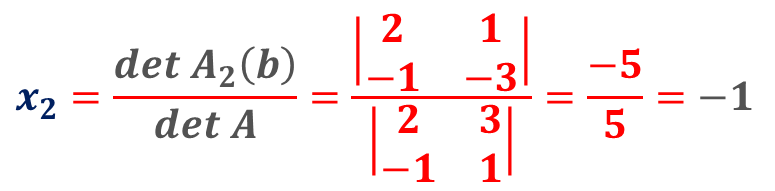 x₂ = det A₂(b) / det A = |2 1; −1 −3| / |2 3; −1 1| = −5 / 5 = −1